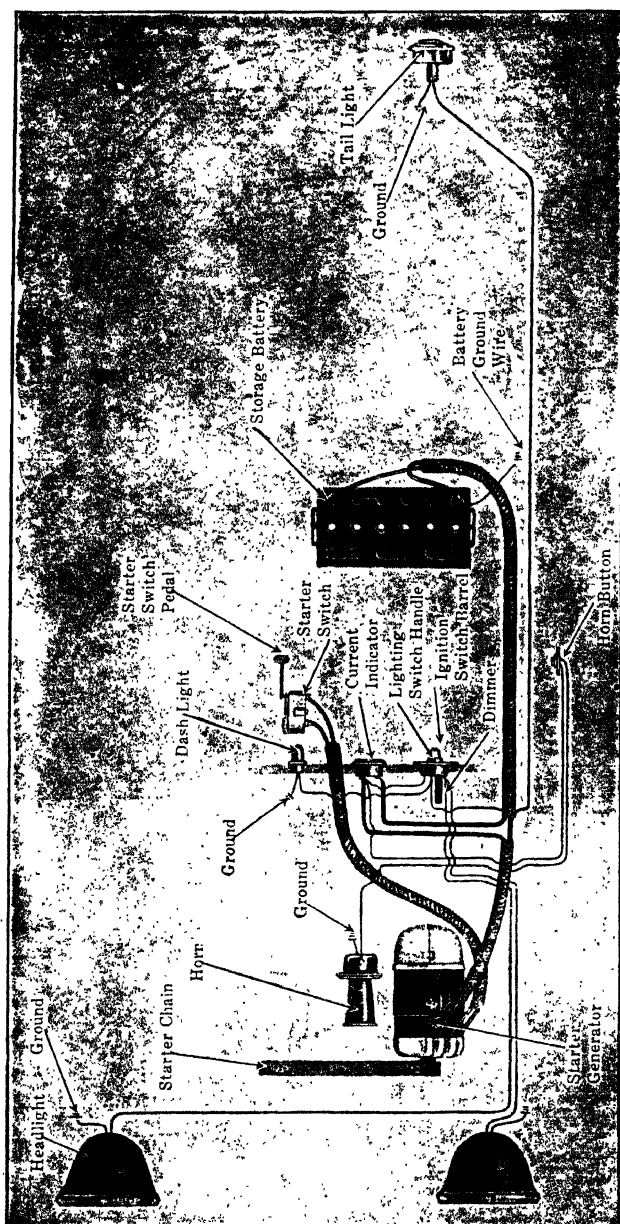 Headlight
Ground
Starter Chain
Horn
Ground
Starter
Generator
Ground
Dash Light
Starter
Switch
Pedal
Starter
Switch
Current
Indicator
Lighting
Switch Handle
Ignition
Switch Barrel
Dimmer
Horn Button
Storage Battery
Battery
Ground
Wire
Ground
Tail Light